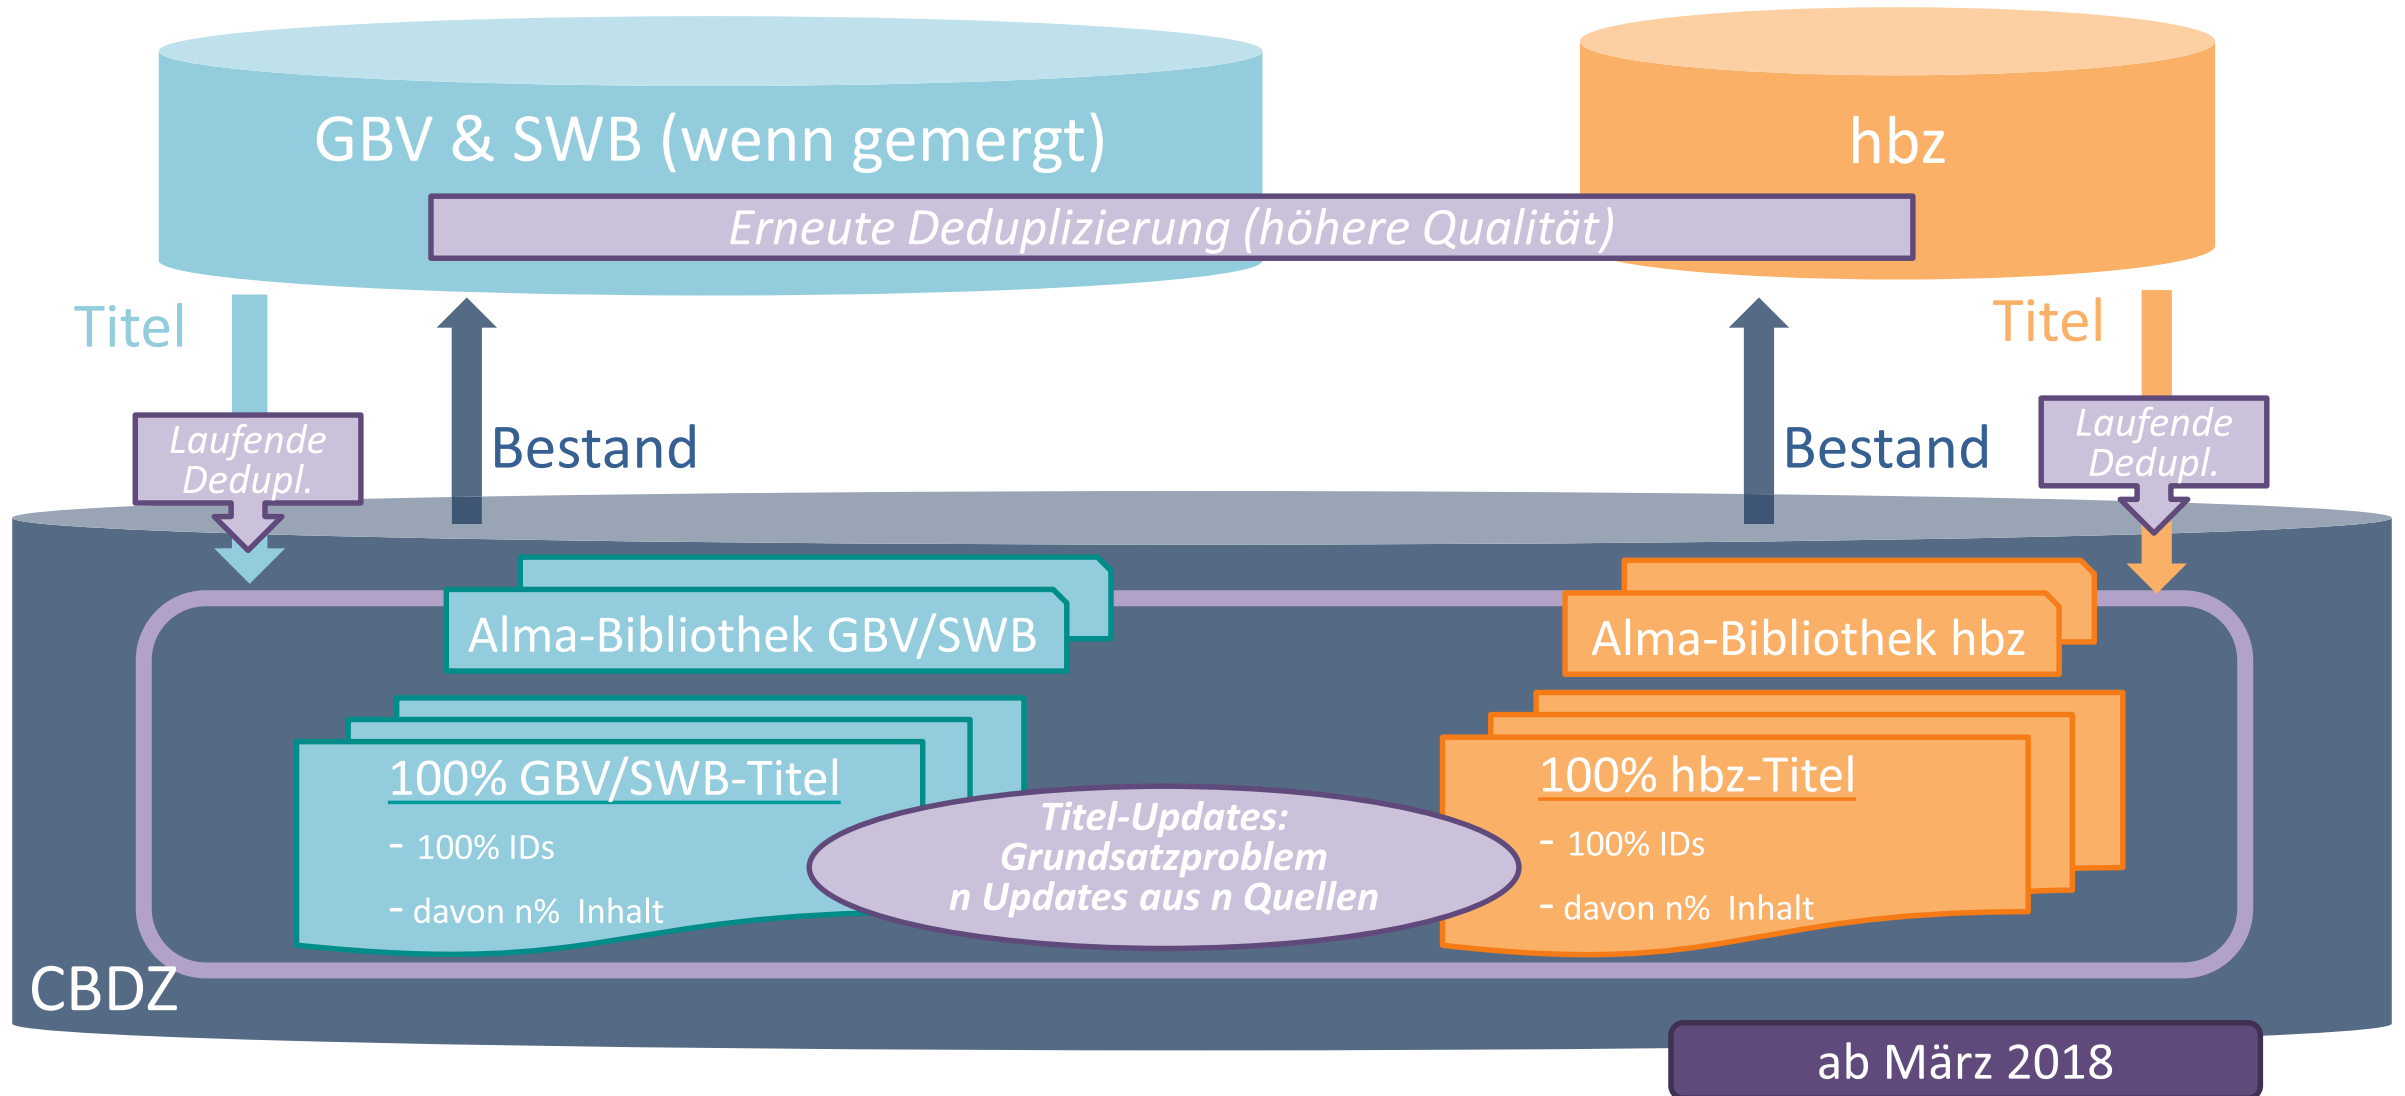 GBV & SWB (wenn gemergt)
hbz
Erneute Deduplizierung (höhere Qualität)
Titel
Titel
Laufende
Dedupl.
Bestand
Bestand
Laufende
Dedupl.
Alma-Bibliothek GBV/SWB
Alma-Bibliothek hbz
100% GBV/SWB-Titel
- 100% IDs
- davon n% Inhalt
Titel-Updates:
Grundsatzproblem
n Updates aus n Quellen
100% hbz-Titel
- 100% IDs
- davon n% Inhalt
CBDZ
ab März 2018